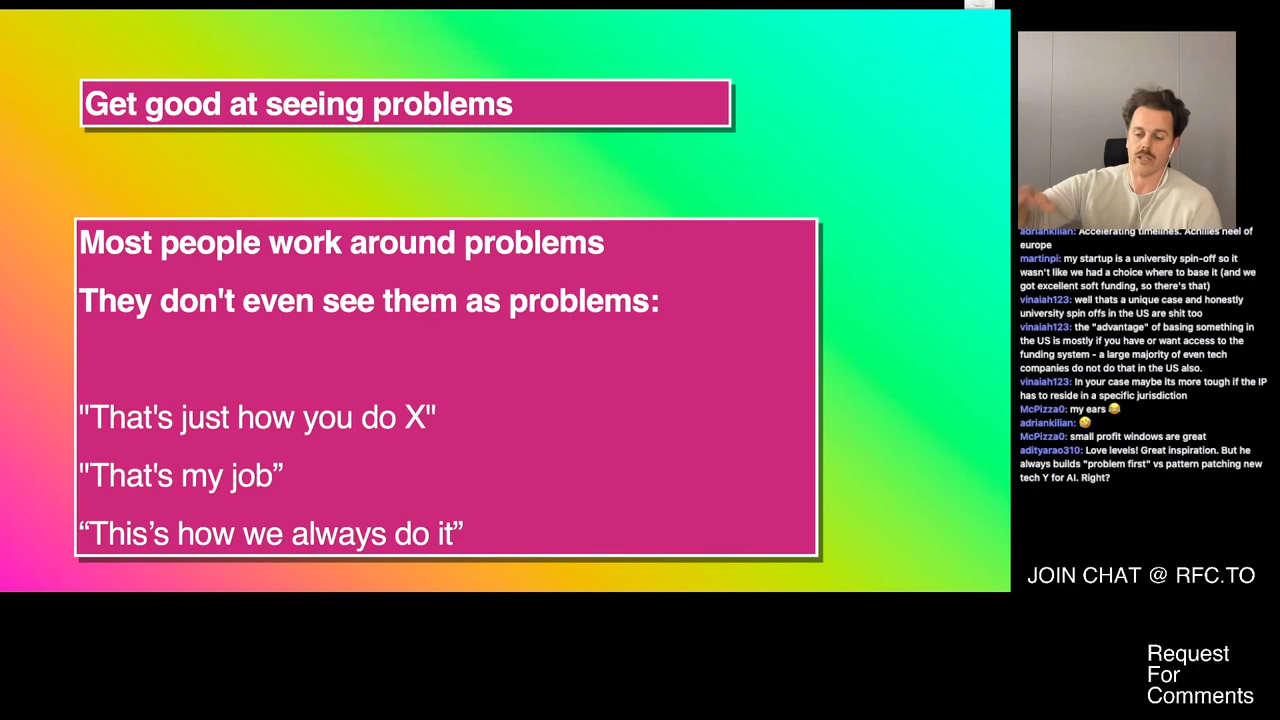 Get good at seeing problems
Most people work around problems
They don't even see them as problems:
"That's just how you do X"
"That's my job”
“This’s how we always do it”
adriankilian: Accelerating timelines. Achilles heel of
europe
martinpi: my startup is a university spin-off so it
wasn't like we had a choice where to base it (and we
got excellent soft funding, so there's that)
vinaiah123: well thats a unique case and honestly
university spin offs in the US are shit too
vinaiah123: the "advantage" of basing something in
the US is mostly if you have or want access to the
funding system - a large majority of even tech
companies do not do that in the US also.
vinaiah123: In your case maybe its more tough if the IP
has to reside in a specific jurisdiction
McPizza0: my ears 😂
adriankilian: 🤣
McPizza0: small profit windows are great
adityarao310: Love levels! Great inspiration. But he
always builds "problem first" vs pattern patching new
tech Y for AI. Right?
JOIN CHAT @ RFC.TO
Request
For
Comments